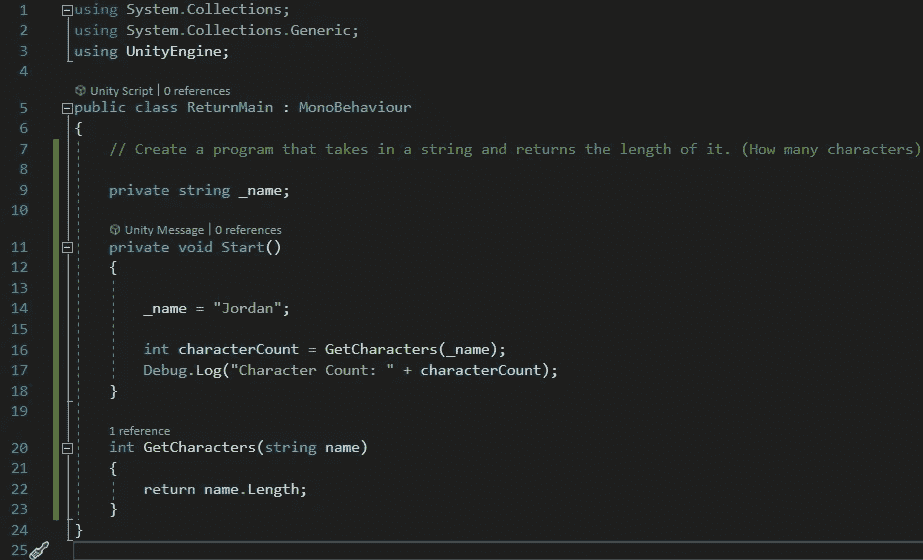 1 using System.Collections;
2 using System.Collections.Generic;
3 using UnityEngine;
4
Unity Script | 0 references
5 public class ReturnMain : MonoBehaviour
6 {
7 // Create a program that takes in a string and returns the length of it. (How many characters)
8
9 private string _name;
10
Unity Message | 0 references
11 private void Start()
12 {
13
14 _name = "Jordan";
15
16 int characterCount = GetCharacters(_name);
17 Debug.Log("Character Count: " + characterCount);
18 }
19
1 reference
20 int GetCharacters(string name)
21 {
22 return name.Length;
23 }
24 }
25